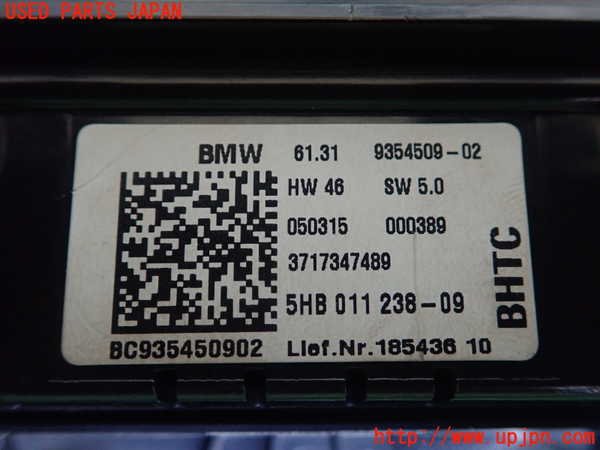 USED PARTS JAPAN
BMW 61.31 9354509-02
HW 46 SW 5.0
050315 000389
3717347489
5HB 011 238-09
BC935450902 Lief.Nr.185436 10
BHTC
http://www.upjpn.com/